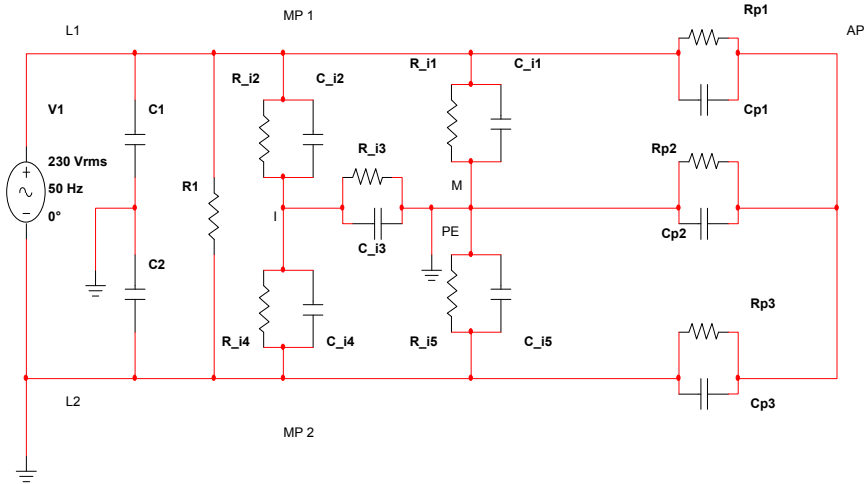 L1
MP 1
Rp1
AP
R_i2
C_i2
R_i1
C_i1
V1
C1
Cp1
230 Vrms
50 Hz
0°
R1
R_i3
Rp2
M
I
PE
C_i3
Cp2
C2
Rp3
R_i4
C_i4
R_i5
C_i5
L2
Cp3
MP 2